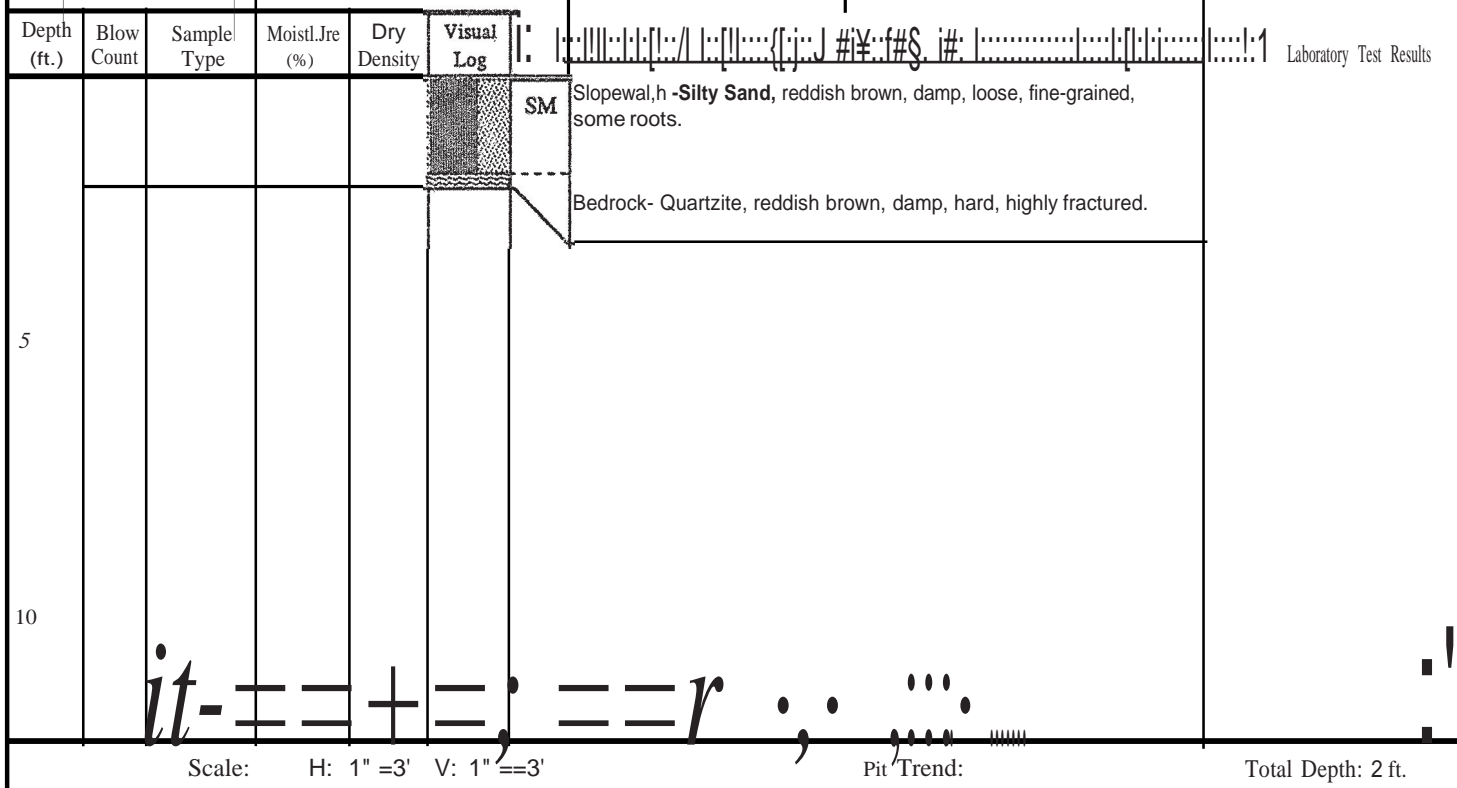 Depth (ft.)
Blow Count
Sample Type
Moistl.Jre (%)
Dry Density
Visual Log
Laboratory Test Results
SM
Slopewal,h -Silty Sand, reddish brown, damp, loose, fine-grained,
some roots.
Bedrock- Quartzite, reddish brown, damp, hard, highly fractured.
5
10
Scale: H: 1" =3' V: 1" ==3' Pit Trend: Total Depth: 2 ft.